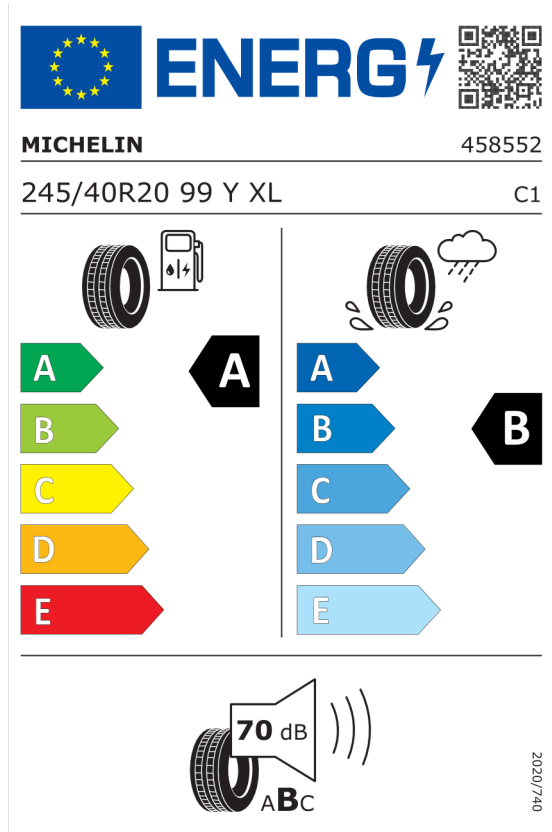 ENERG
MICHELIN 458552
245/40R20 99 Y XL C1
A A
B
C
D
E
A
B B
C
D
E
70 dB
ABC
2020/740